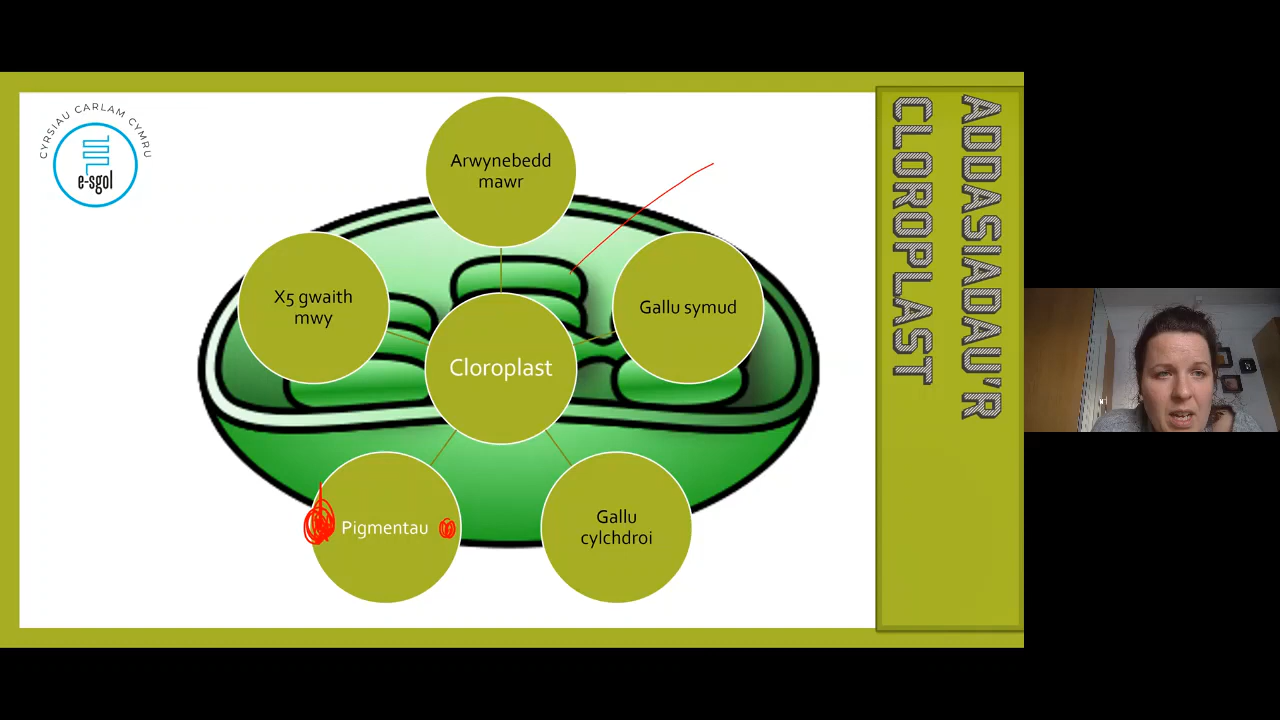 CYRSIAU CARLAM CYMRU
e-sgol
Arwynebedd
mawr
X5 gwaith
mwy
Gallu symud
Cloroplast
Pigmentau
Gallu
cylchdroi
ADDASIADAU'R
CLOROPLAST